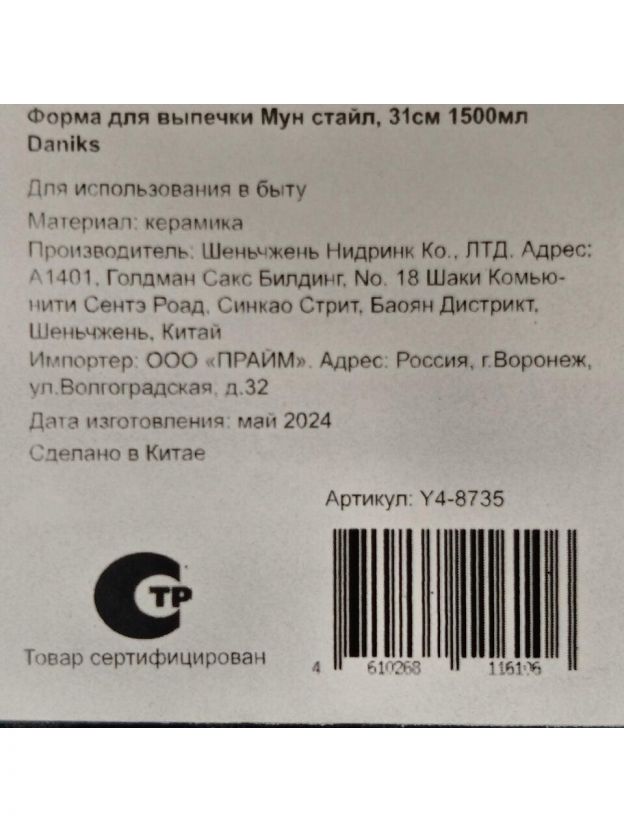 Форма для выпечки Мун стайл, 31см 1500мл
Daniks
Для использования в быту
Материал: керамика
Производитель: Шеньчжень Нидринк Ко., ЛТД. Адрес:
А1401, Голдман Сакс Билдинг, No. 18 Шаки Комью-
нити Сентэ Роад, Синкао Стрит, Баоян Дистрикт,
Шеньчжень, Китай
Импортер: ООО «ПРАЙМ». Адрес: Россия, г.Воронеж,
ул.Волгоградская, д.32
Дата изготовления: май 2024
Сделано в Китае
Артикул: Y4-8735
СТР
Товар сертифицирован
4 610268 116106